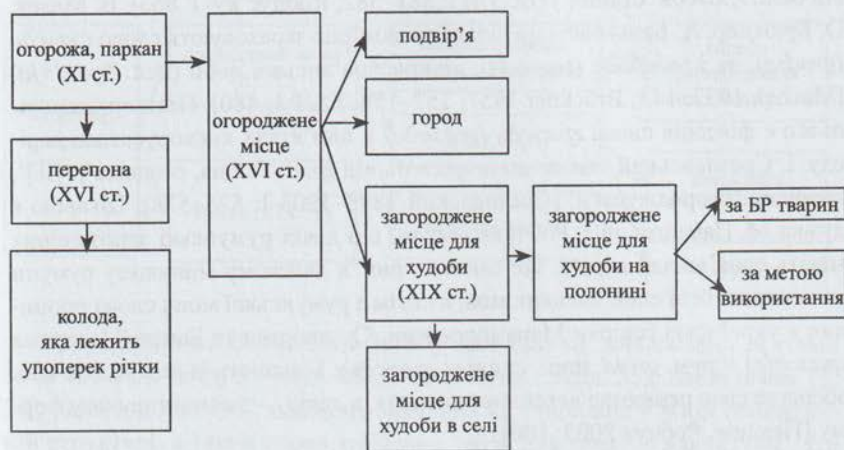 огорожа, паркан
(XI ст.)
перепона
(XVI ст.)
колода,
яка лежить
упоперек річки
огороджене
місце
(XVI ст.)
подвір'я
город
загороджене
місце для
худоби
(XIX ст.)
загороджене
місце для
худоби на
полонині
за БР тварин
за метою
використання
загороджене
місце для
худоби в селі